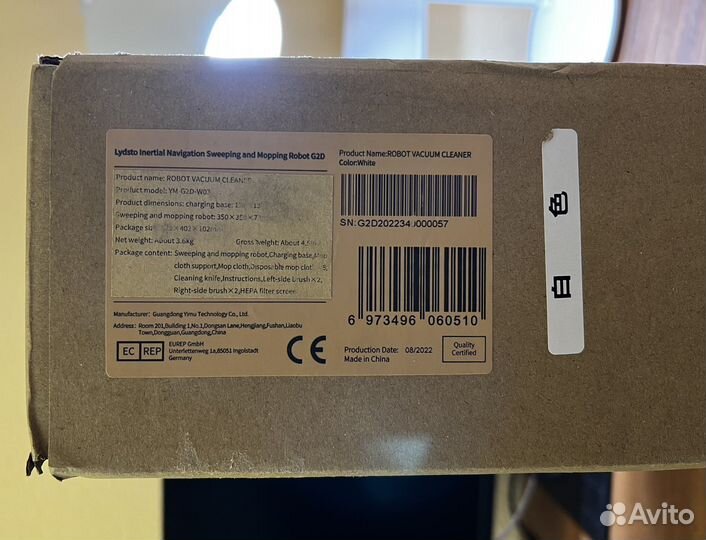 Lydsto Inertial Navigation Sweeping and Mopping Robot G2D
Product name: ROBOT VACUUM CLEANER
Product model: YM-G2D-W03
Product dimensions: charging base:
Sweeping and mopping robot: 350×350×
Package
Net weight: About 3.6kg Gross weight: About
Package content: Sweeping and mopping robot,Charging base,Mop
cloth support,Mop cloth,Disposable mop cloth
Cleaning knife,Instructions,Left-side brush×2,
Right-side brush×2,HEPA filter screen
Manufacturer: Guangdong Yimu Technology Co., Ltd.
Address: Room 201,Building 1,No.1,Dongsan Lane,Hengjiang,Fushan,Liaobu
Town,Dongguan,Guangdong,China
EC REP
EUREP GmbH
Unterlettenweg 1a,85051 Ingolstadt
Germany
CE
Product Name:ROBOT VACUUM CLEANER
Color:White
6 973496 060510
Production Date: 08/2022
Made in China
Quality
Certified
白色
Avito